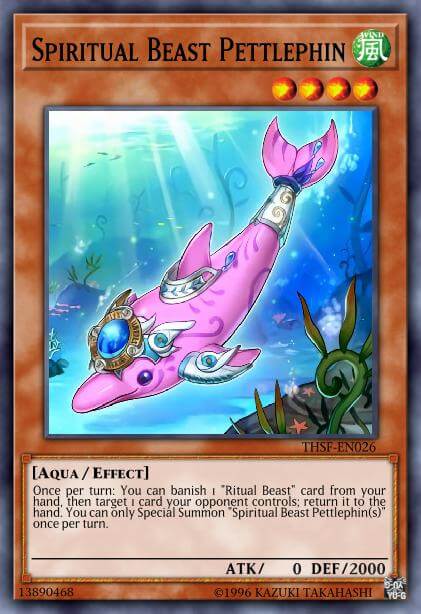 Spiritual Beast Pettlephin
WIND
風
THSF-EN026
[Aqua / Effect]
Once per turn: You can banish 1 "Ritual Beast" card from your
hand, then target 1 card your opponent controls; return it to
the hand. You can only Special Summon "Spiritual Beast Pettlephin(s)"
once per turn.
ATK/ 0 DEF/2000
13890468
©1996 KAZUKI TAKAHASHI